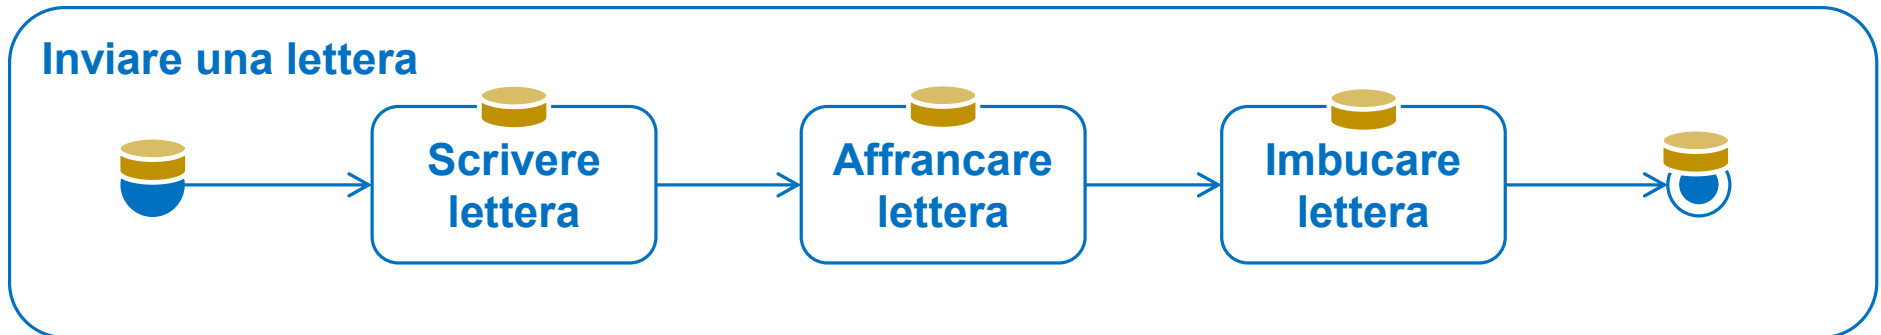 Inviare una lettera
Scrivere
lettera
Affrancare
lettera
Imbucare
lettera